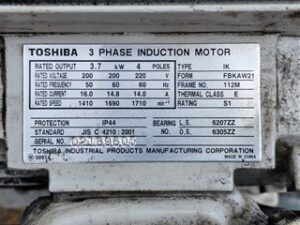 TOSHIBA 3 PHASE INDUCTION MOTOR
RATED OUTPUT 3.7 kW 4 POLES TYPE IK
RATED VOLTAGE 200 200 220 V FORM FBKAW21
RATED FREQUENCY 50 60 60 Hz FRAME NO. 112M
RATED CURRENT 16.0 14.8 14.0 A THERMAL CLASS E
RATED SPEED 1410 1690 1710 min⁻¹ RATING S1
PROTECTION IP44 BEARING L.S. 6207ZZ
STANDARD JIS C 4210 : 2001 NO. O.S. 6305ZZ
SERIAL NO.
TOSHIBA INDUSTRIAL PRODUCTS MANUFACTURING CORPORATION
MADE IN CHINA